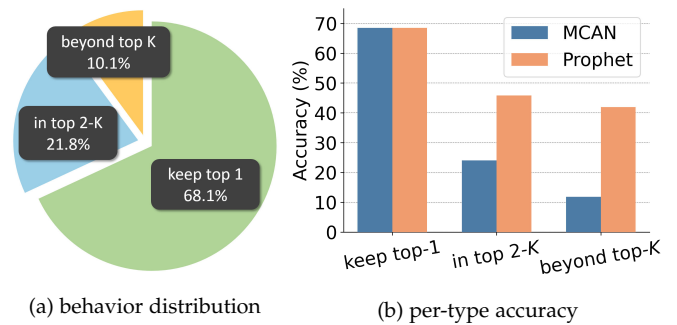 beyond top K
10.1%
in top 2-K
21.8%
keep top 1
68.1%
(a) behavior distribution
Accuracy (%)
70
60
50
40
30
20
10
0
MCAN
Prophet
keep top-1
in top 2-K
beyond top-K
(b) per-type accuracy